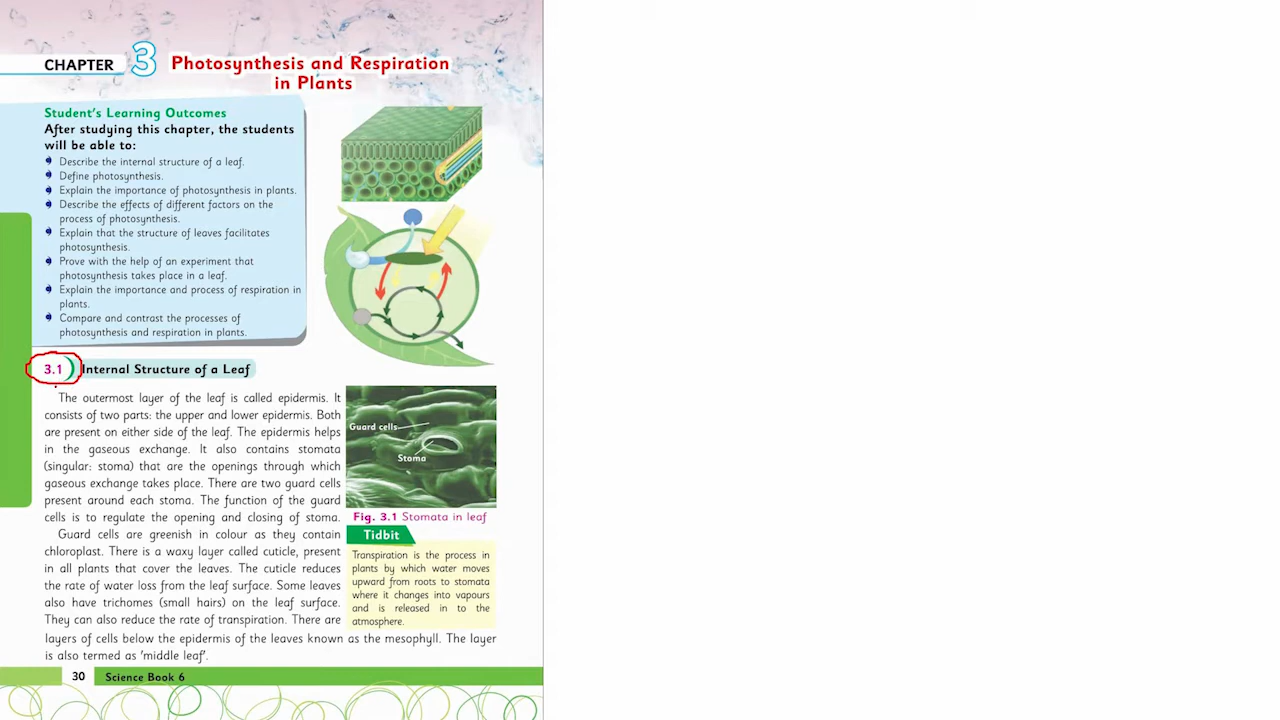 CHAPTER 3 Photosynthesis and Respiration
in Plants
Student's Learning Outcomes
After studying this chapter, the students
will be able to:
Describe the internal structure of a leaf.
Define photosynthesis.
Explain the importance of photosynthesis in plants.
Describe the effects of different factors on the
process of photosynthesis.
Explain that the structure of leaves facilitates
photosynthesis.
Prove with the help of an experiment that
photosynthesis takes place in a leaf.
Explain the importance and process of respiration in
plants.
Compare and contrast the processes of
photosynthesis and respiration in plants.
3.1 Internal Structure of a Leaf
The outermost layer of the leaf is called epidermis. It
consists of two parts: the upper and lower epidermis. Both
are present on either side of the leaf. The epidermis helps
in the gaseous exchange. It also contains stomata
(singular: stoma) that are the openings through which
gaseous exchange takes place. There are two guard cells
present around each stoma. The function of the guard
cells is to regulate the opening and closing of stoma.
Guard cells are greenish in colour as they contain
chloroplast. There is a waxy layer called cuticle, present
in all plants that cover the leaves. The cuticle reduces
the rate of water loss from the leaf surface. Some leaves
also have trichomes (small hairs) on the leaf surface.
They can also reduce the rate of transpiration. There are
layers of cells below the epidermis of the leaves known as the mesophyll. The layer
is also termed as 'middle leaf'.
Guard cells
Stoma
Fig. 3.1 Stomata in leaf
Tidbit
Transpiration is the process in
plants by which water moves
upward from roots to stomata
where it changes into vapours
and is released in to the
atmosphere.
30 Science Book 6